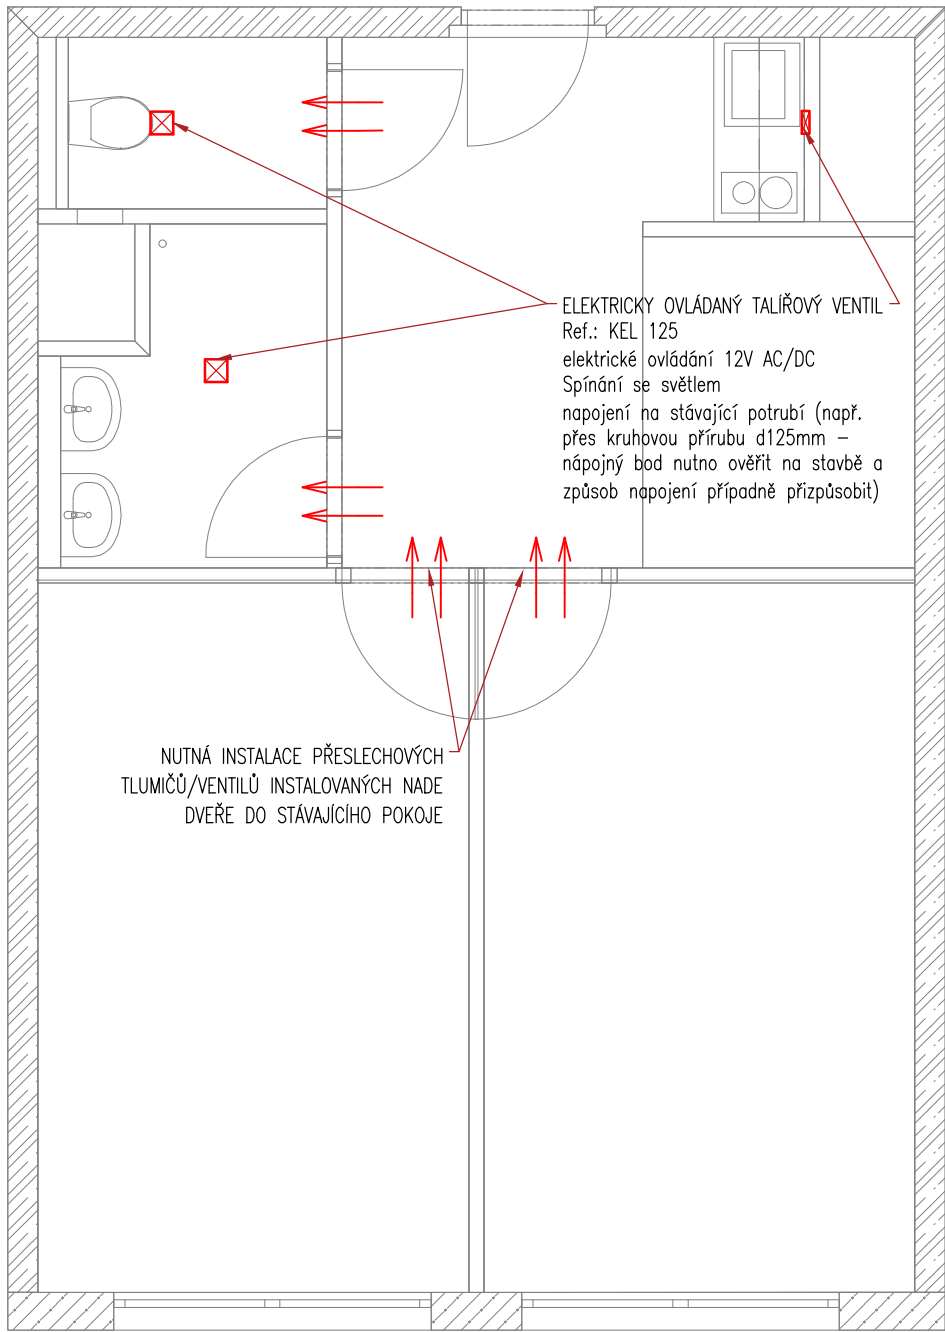 ELEKTRICKY OVLÁDANÝ TALÍŘOVÝ VENTIL
Ref.: KEL 125
elektrické ovládání 12V AC/DC
Spínání se světlem
napojení na stávající potrubí (např.
přes kruhovou přírubu d125mm –
nápojný bod nutno ověřit na stavbě a
způsob napojení případně přizpůsobit)
NUTNÁ INSTALACE PŘESLECHOVÝCH
TLUMIČŮ/VENTILŮ INSTALOVANÝCH NADE
DVEŘE DO STÁVAJÍCÍHO POKOJE